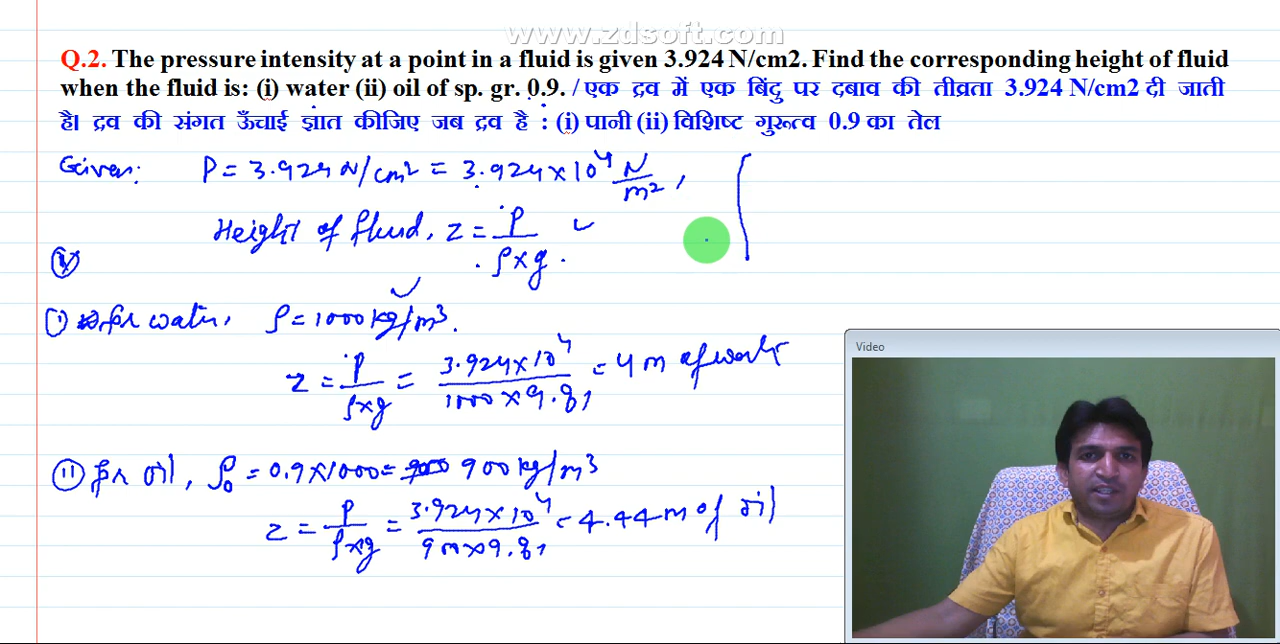 www.zdsoft.com
Q.2. The pressure intensity at a point in a fluid is given 3.924 N/cm2. Find the corresponding height of fluid
when the fluid is: (i) water (ii) oil of sp. gr. 0.9. / एक द्रव में एक बिंदु पर दबाव की तीव्रता 3.924 N/cm2 दी जाती
है। द्रव की संगत ऊँचाई ज्ञात कीजिए जब द्रव है : (i) पानी (ii) विशिष्ट गुरूत्व 0.9 का तेल
Given: P = 3.924 N/cm² = 3.924 × 10⁴ N/m²,
Height of fluid, z = P/ρ×g
(i) for water, ρ = 1000 kg/m³.
z = P/ρ×g = 3.924 × 10⁴/1000 × 9.81 = 4 m of
(ii) for oil, ρ₀ = 0.9 × 1000 = 900 kg/m³
z = P/ρ×g = 3.924 × 10⁴/900 × 9.81 = 4.44 m of oil
Video